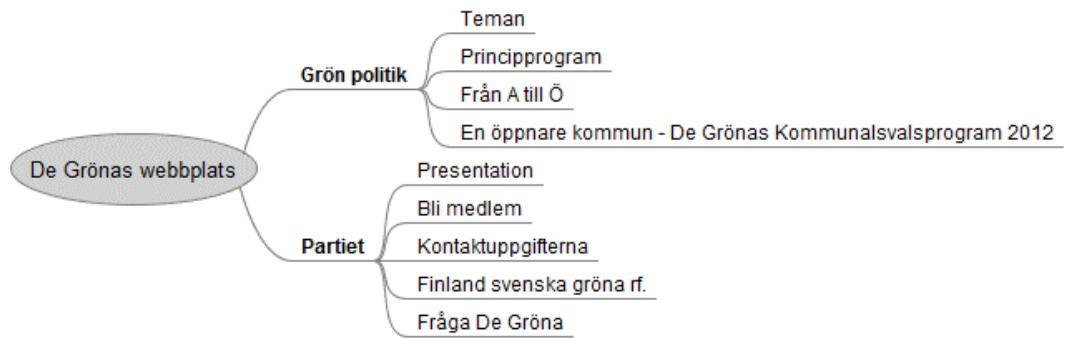 De Grönas webbplats
Grön politik
Teman
Principprogram
Från A till Ö
En öppnare kommun - De Grönas Kommunalsvalsprogram 2012
Partiet
Presentation
Bli medlem
Kontaktuppgifterna
Finland svenska gröna rf.
Fråga De Gröna